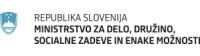 REPUBLIKA SLOVENIJA
MINISTRSTVO ZA DELO, DRUŽINO,
SOCIALNE ZADEVE IN ENAKE MOŽNOSTI